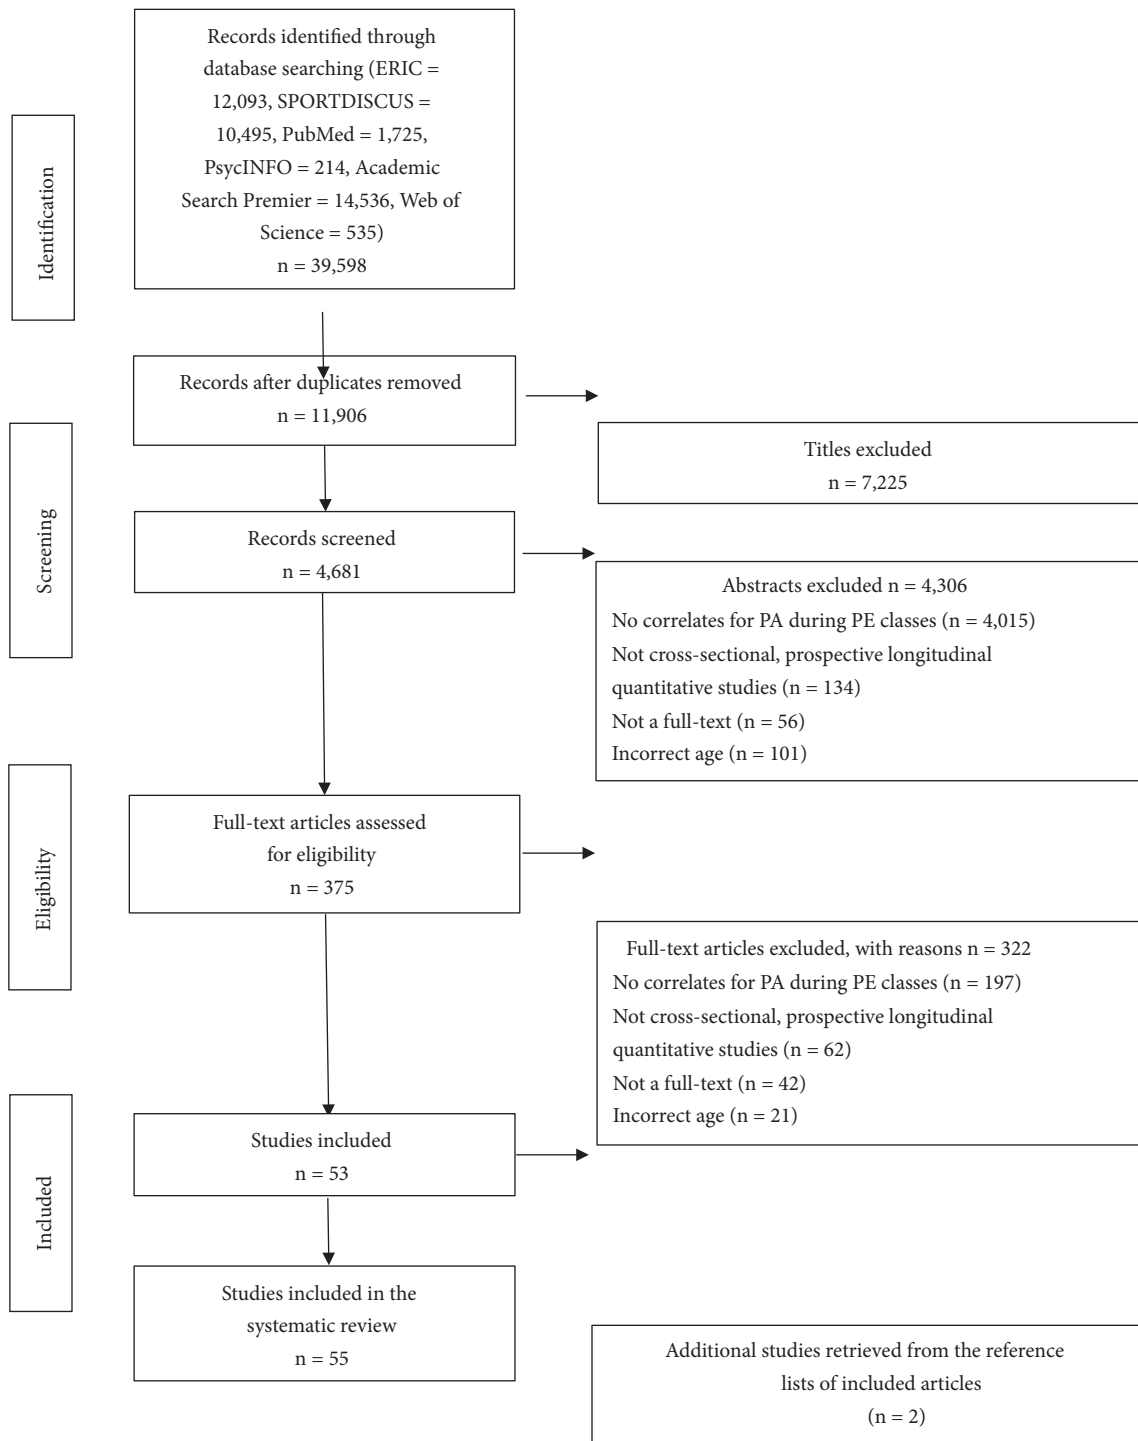 Identification
Records identified through
database searching (ERIC =
12,093, SPORTDISCUS =
10,495, PubMed = 1,725,
PsycINFO = 214, Academic
Search Premier = 14,536, Web of
Science = 535)
n = 39,598
Records after duplicates removed
n = 11,906
Titles excluded
n = 7,225
Screening
Records screened
n = 4,681
Abstracts excluded n = 4,306
No correlates for PA during PE classes (n = 4,015)
Not cross-sectional, prospective longitudinal
quantitative studies (n = 134)
Not a full-text (n = 56)
Incorrect age (n = 101)
Eligibility
Full-text articles assessed
for eligibility
n = 375
Full-text articles excluded, with reasons n = 322
No correlates for PA during PE classes (n = 197)
Not cross-sectional, prospective longitudinal
quantitative studies (n = 62)
Not a full-text (n = 42)
Incorrect age (n = 21)
Included
Studies included
n = 53
Studies included in the
systematic review
n = 55
Additional studies retrieved from the reference
lists of included articles
(n = 2)